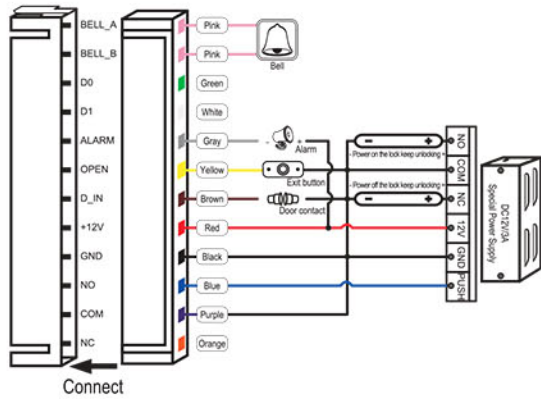 BELL_A
Pink
BELL_B
Pink
Bell
D0
Green
D1
White
ALARM
Gray
- +
Alarm
OPEN
Yellow
Exit button
D_IN
Brown
Door contact
+12V
Red
GND
Black
NO
Blue
COM
Purple
NC
Orange
Connect
- +
- Power on the lock keep unlocking +
- Power off the lock keep unlocking +
- +
NO
COM
NC
12V
GND
PUSH
DC12V/3A
Special Power Supply